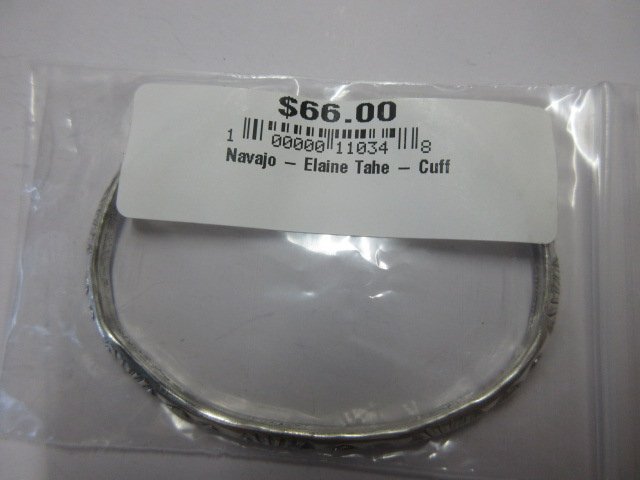 $66.00
1 00000 11034 8
Navajo – Elaine Tahe – Cuff